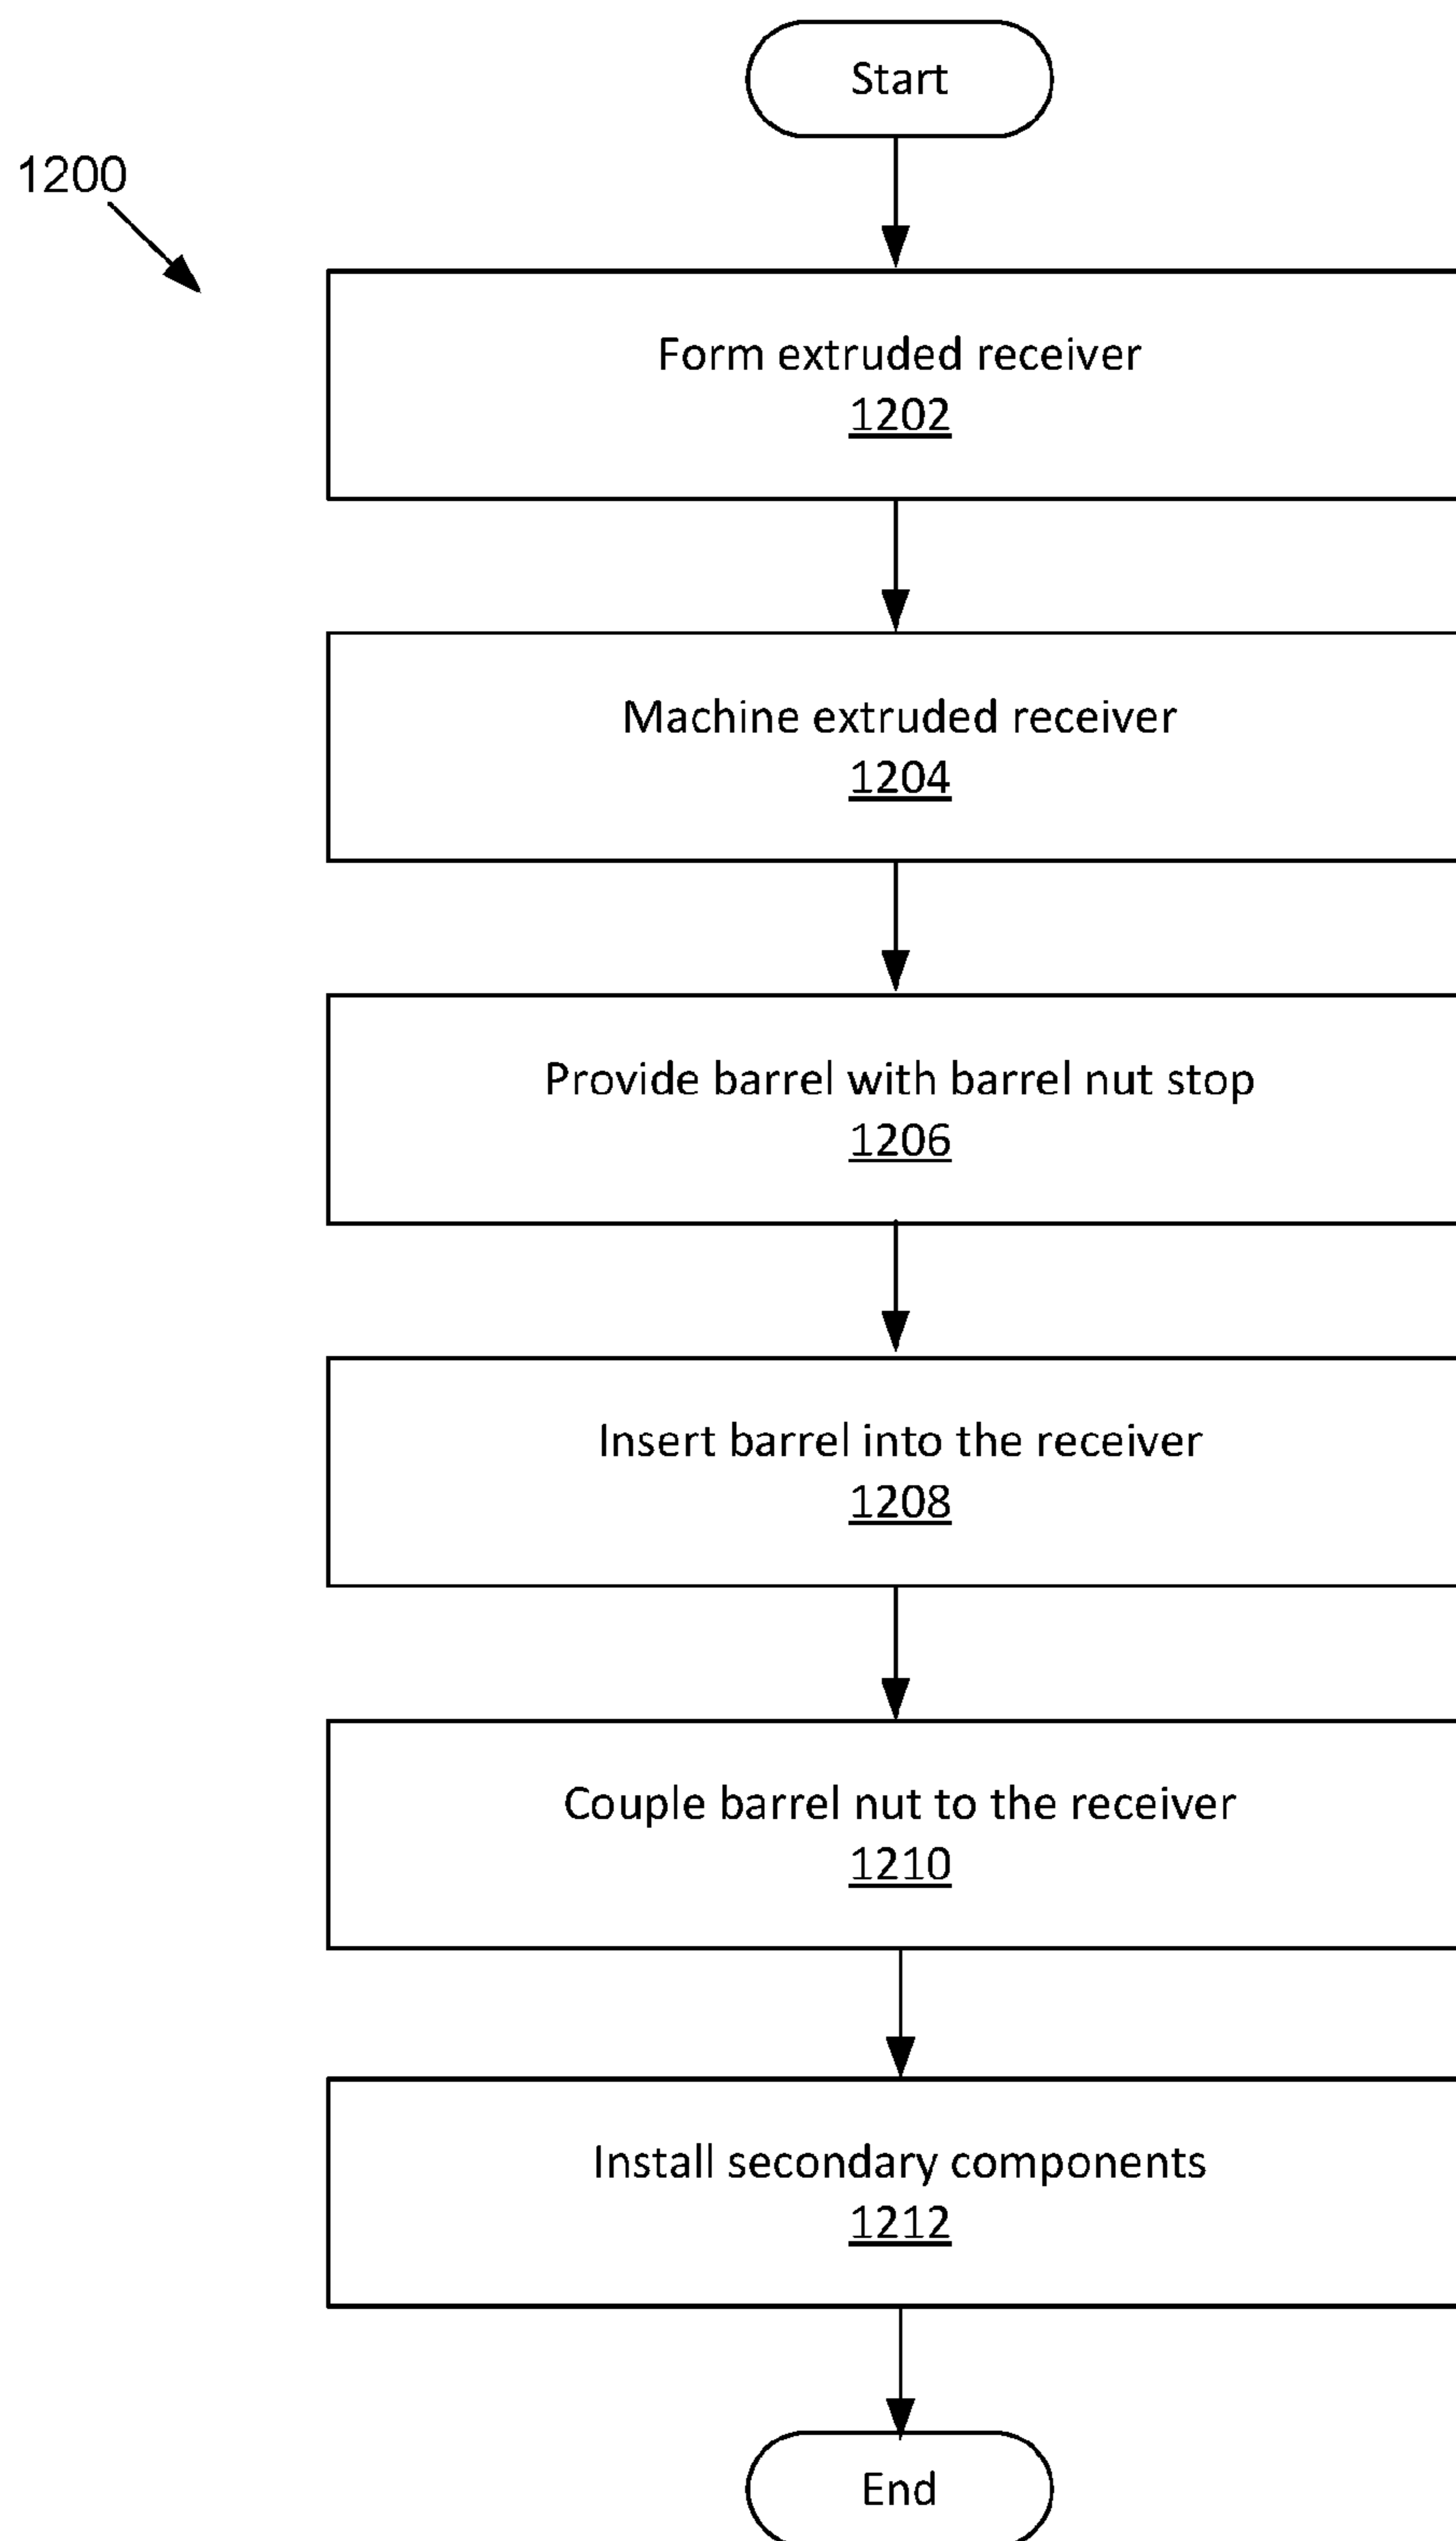 Start
1200
Form extruded receiver
1202
Machine extruded receiver
1204
Provide barrel with barrel nut stop
1206
Insert barrel into the receiver
1208
Couple barrel nut to the receiver
1210
Install secondary components
1212
End